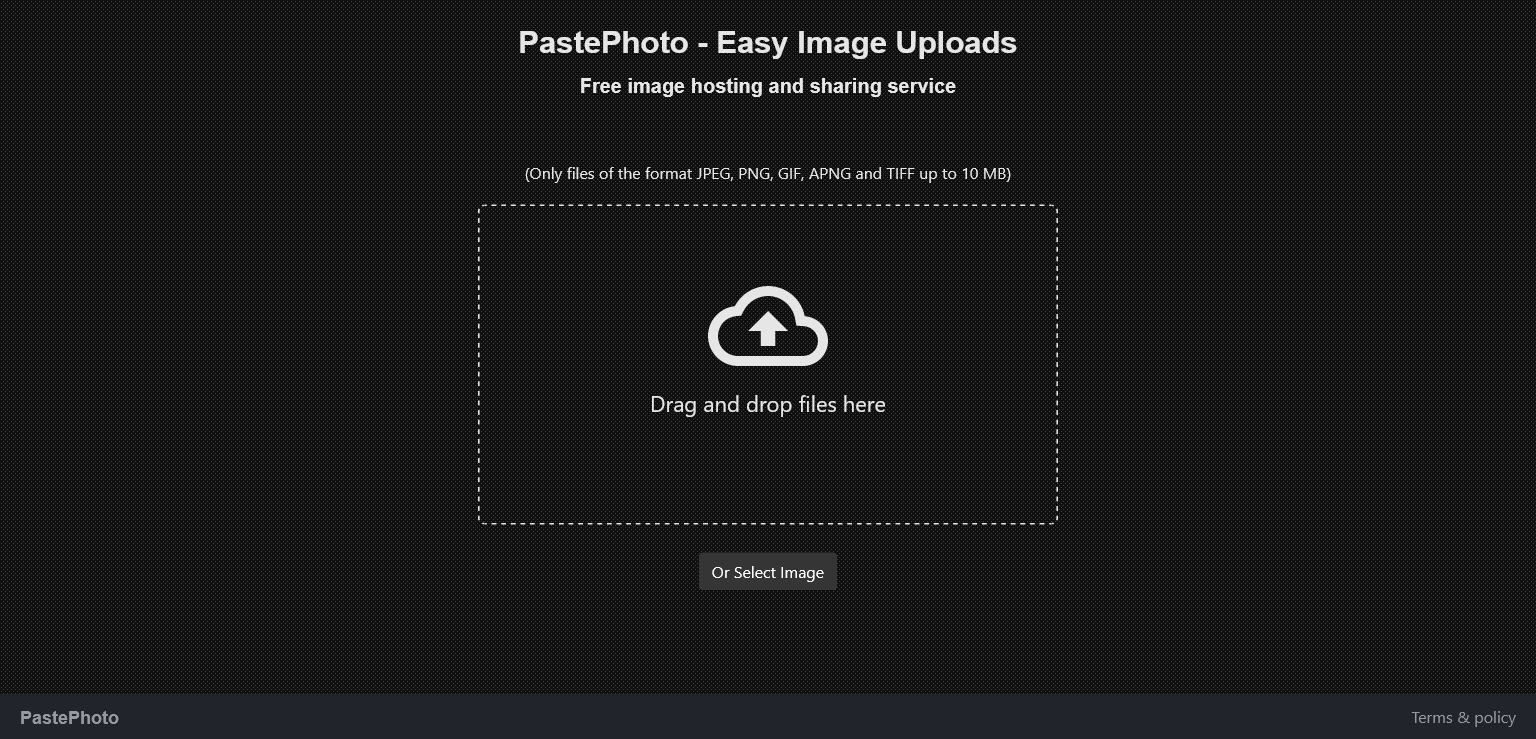 PastePhoto - Easy Image Uploads
Free image hosting and sharing service
(Only files of the format JPEG, PNG, GIF, APNG and TIFF up to 10 MB)
Drag and drop files here
Or Select Image
PastePhoto
Terms & policy